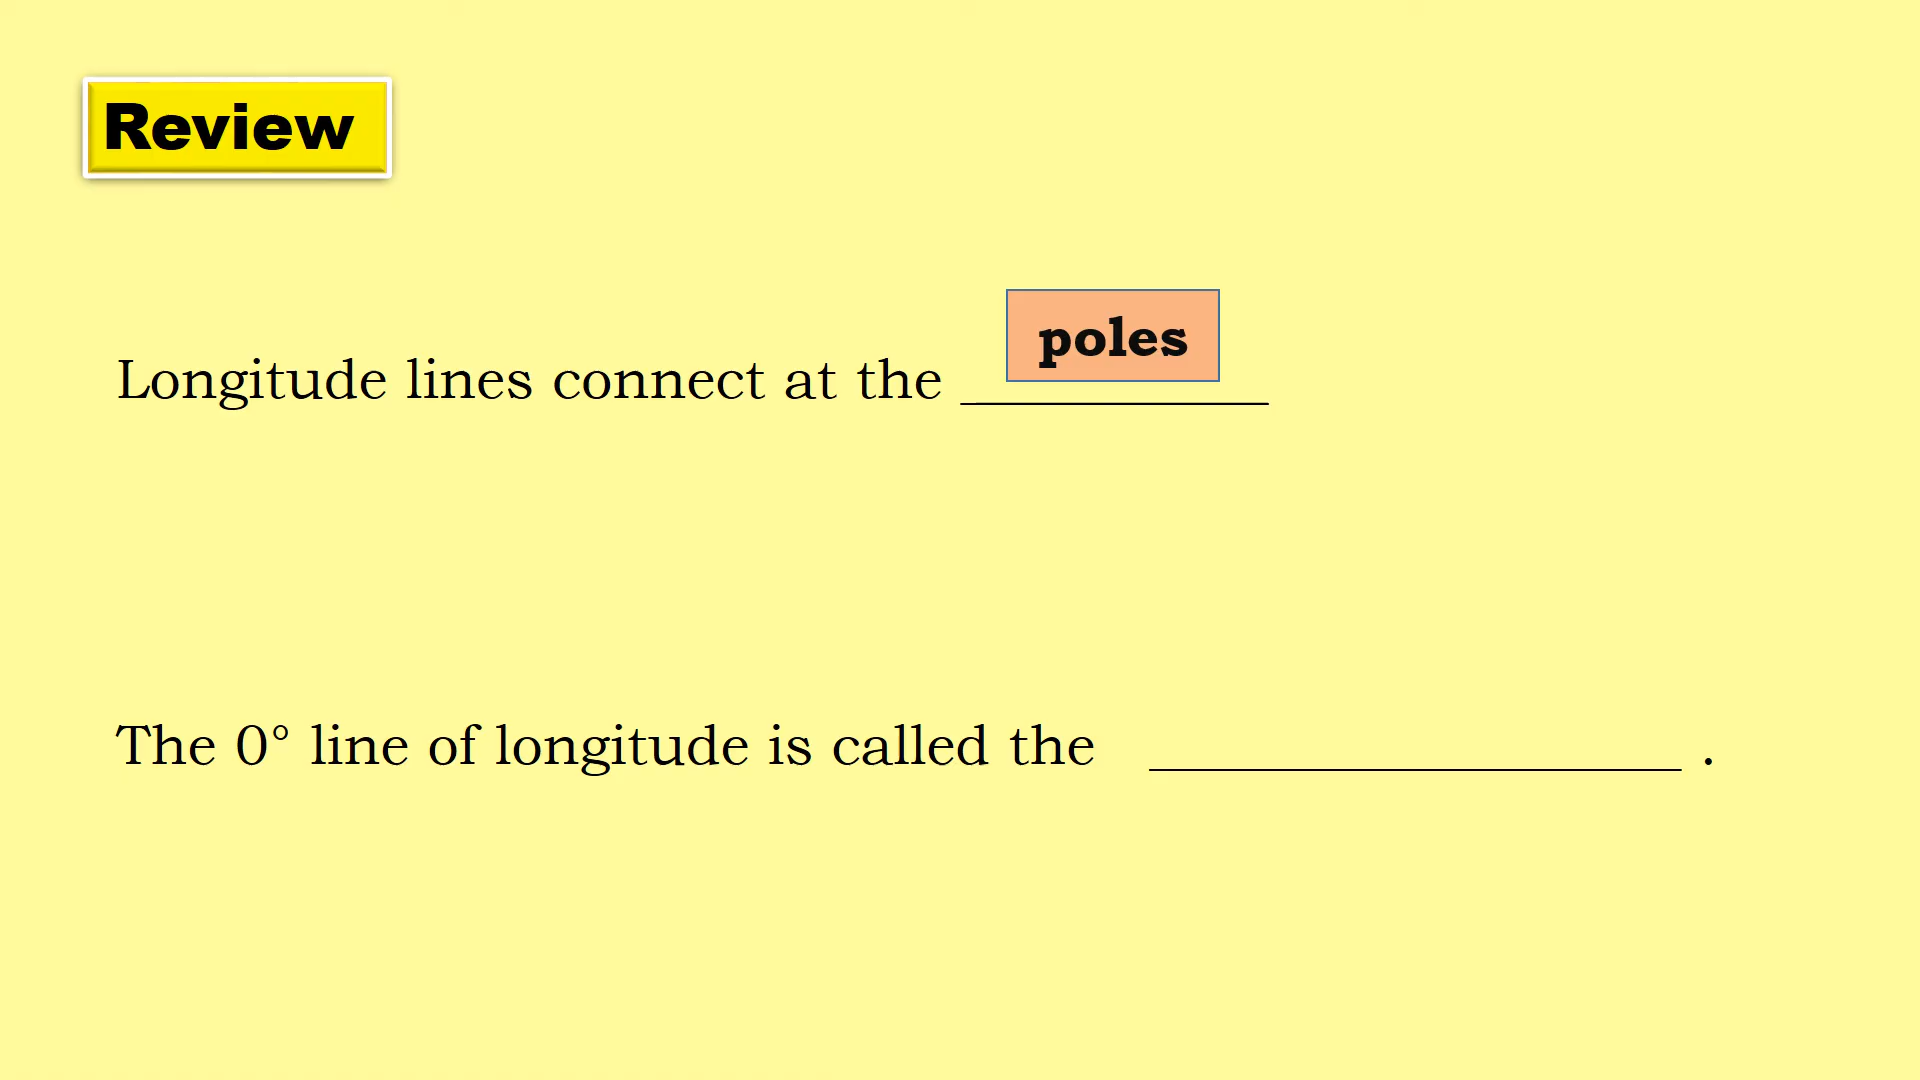 Review
poles
Longitude lines connect at the ___________
The 0° line of longitude is called the ___________________ .